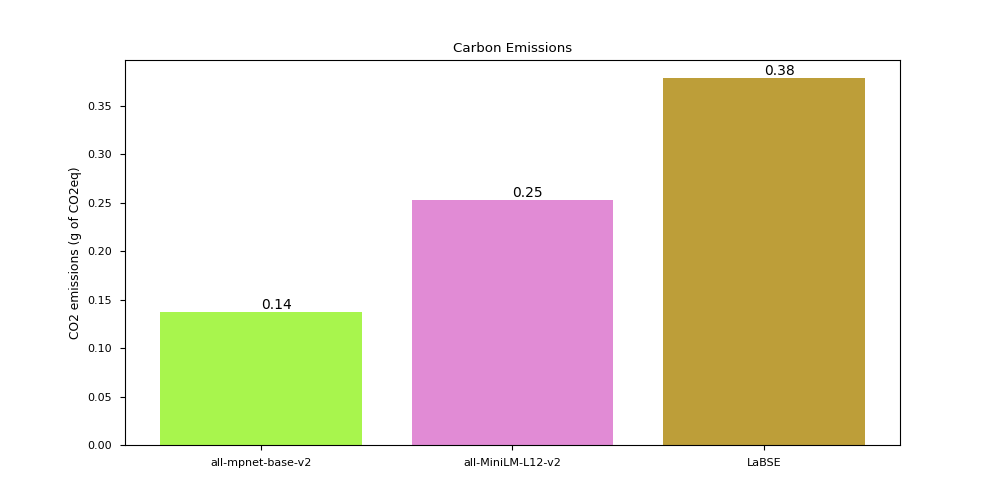 Carbon Emissions
CO2 emissions (g of CO2eq)
0.35
0.30
0.25
0.20
0.15
0.10
0.05
0.00
0.14
0.25
0.38
all-mpnet-base-v2
all-MiniLM-L12-v2
LaBSE